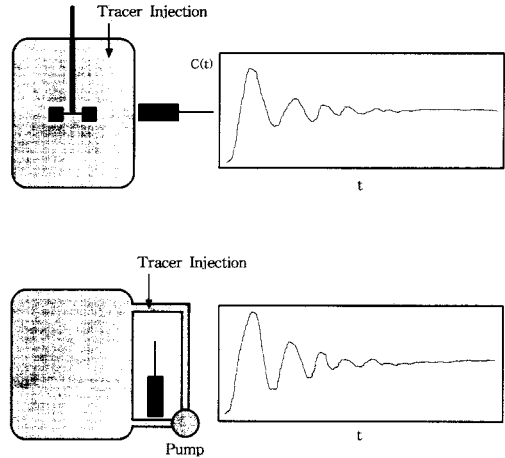 Tracer Injection
C(t)
t
Tracer Injection
Pump
t